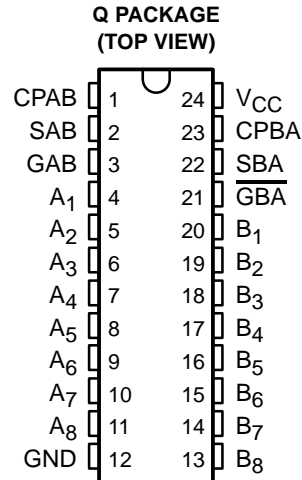 Q PACKAGE
(TOP VIEW)
CPAB 1 24 VCC
SAB 2 23 CPBA
GAB 3 22 SBA
A1 4 21 G̅B̅A̅
A2 5 20 B1
A3 6 19 B2
A4 7 18 B3
A5 8 17 B4
A6 9 16 B5
A7 10 15 B6
A8 11 14 B7
GND 12 13 B8